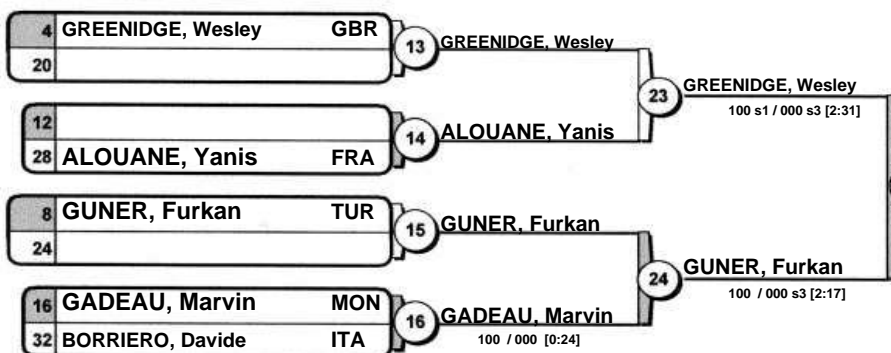 4 GREENIDGE, Wesley GBR
20
13 GREENIDGE, Wesley
12
28 ALOUANE, Yanis FRA
14 ALOUANE, Yanis
23 GREENIDGE, Wesley
100 s1 / 000 s3 [2:31]
8 GUNER, Furkan TUR
24
15 GUNER, Furkan
16 GADEAU, Marvin MON
32 BORRIERO, Davide ITA
16 GADEAU, Marvin
100 / 000 [0:24]
24 GUNER, Furkan
100 / 000 s3 [2:17]